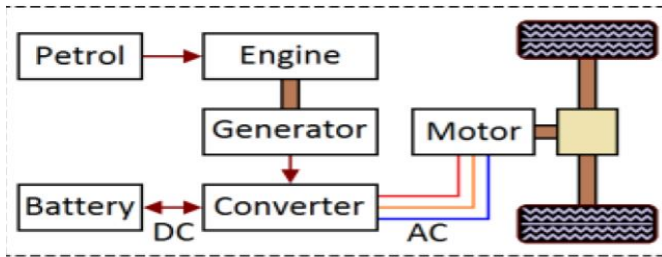 Petrol
Engine
Generator
Motor
Battery
DC
Converter
AC